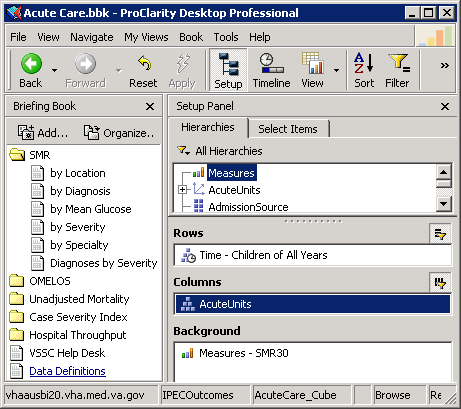 Acute Care.bbk - ProClarity Desktop Professional
File View Navigate My Views Book Tools Help
Back Forward Reset Apply Setup Timeline View Sort Filter »
Briefing Book
Add... Organize..
SMR
by Location
by Diagnosis
by Mean Glucose
by Severity
by Specialty
Diagnoses by Severity
OMELOS
Unadjusted Mortality
Case Severity Index
Hospital Throughput
VSSC Help Desk
Data Definitions
Setup Panel
Hierarchies Select Items
All Hierarchies
Measures
AcuteUnits
AdmissionSource
Rows
Time - Children of All Years
Columns
AcuteUnits
Background
Measures - SMR30
vhaausbi20.vha.med.va.gov IPECOutcomes AcuteCare_Cube Browse Re